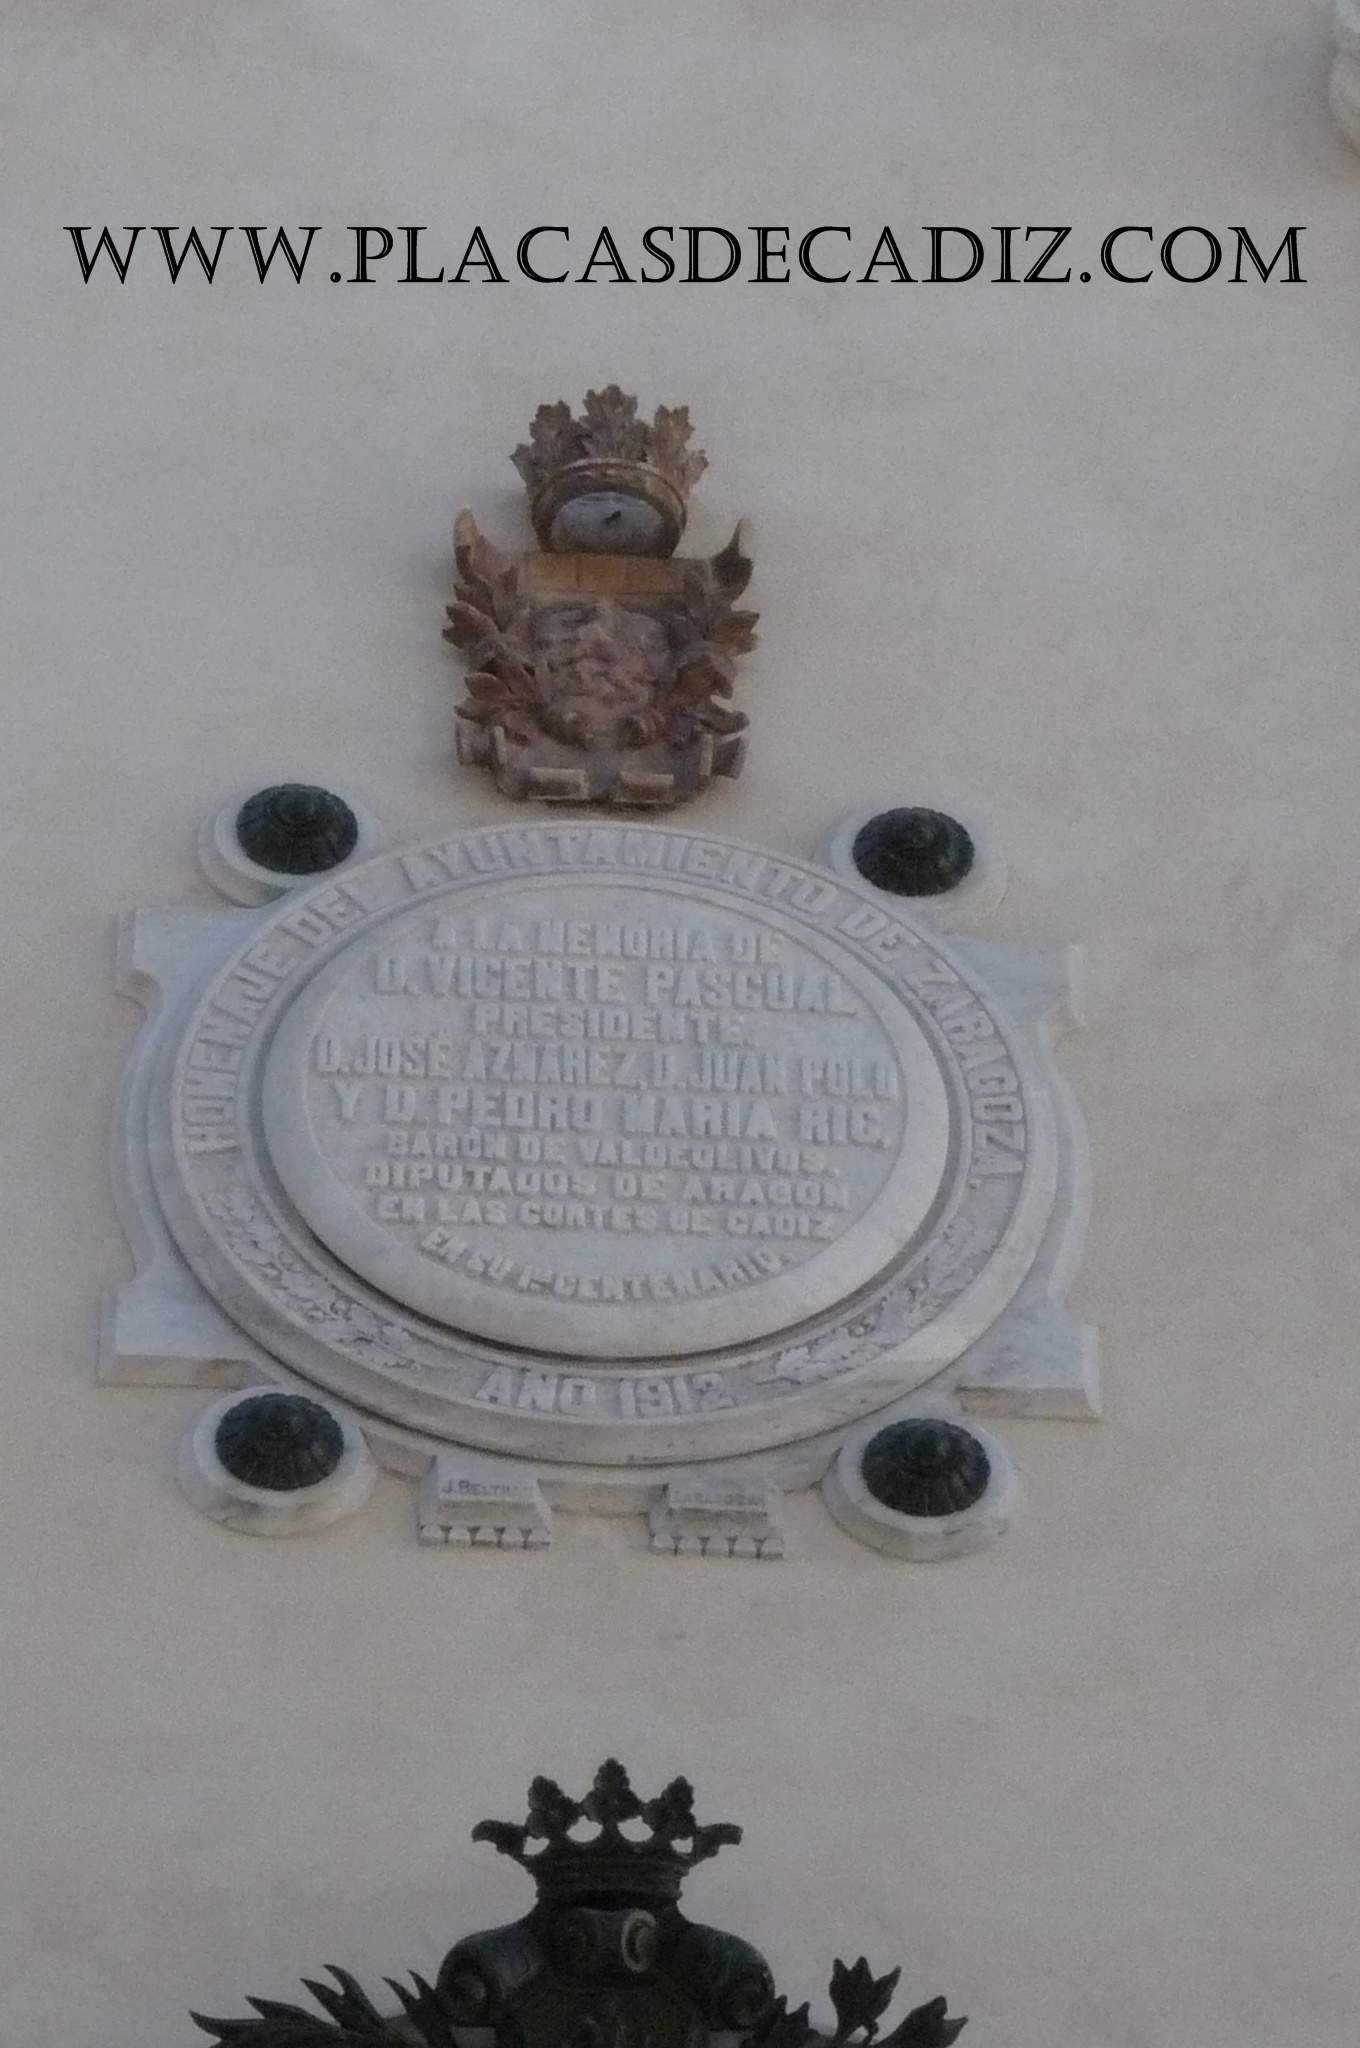 WWW.PLACASDECADIZ.COM
HOMENAJE DEL AYUNTAMIENTO DE ZARAGOZA.
A LA MEMORIA DE
D. VICENTE PASCUAL,
PRESIDENTE.
D. JOSÉ AZNAREZ, D. JUAN POLO
Y D. PEDRO MARIA RIC,
BARÓN DE VALDEOLIVOS.
DIPUTADOS DE ARAGÓN
EN LAS CORTES DE CADIZ
EN SU 1ER CENTENARIO.
AÑO 1912
J. BELTRAN
ZARAGOZA